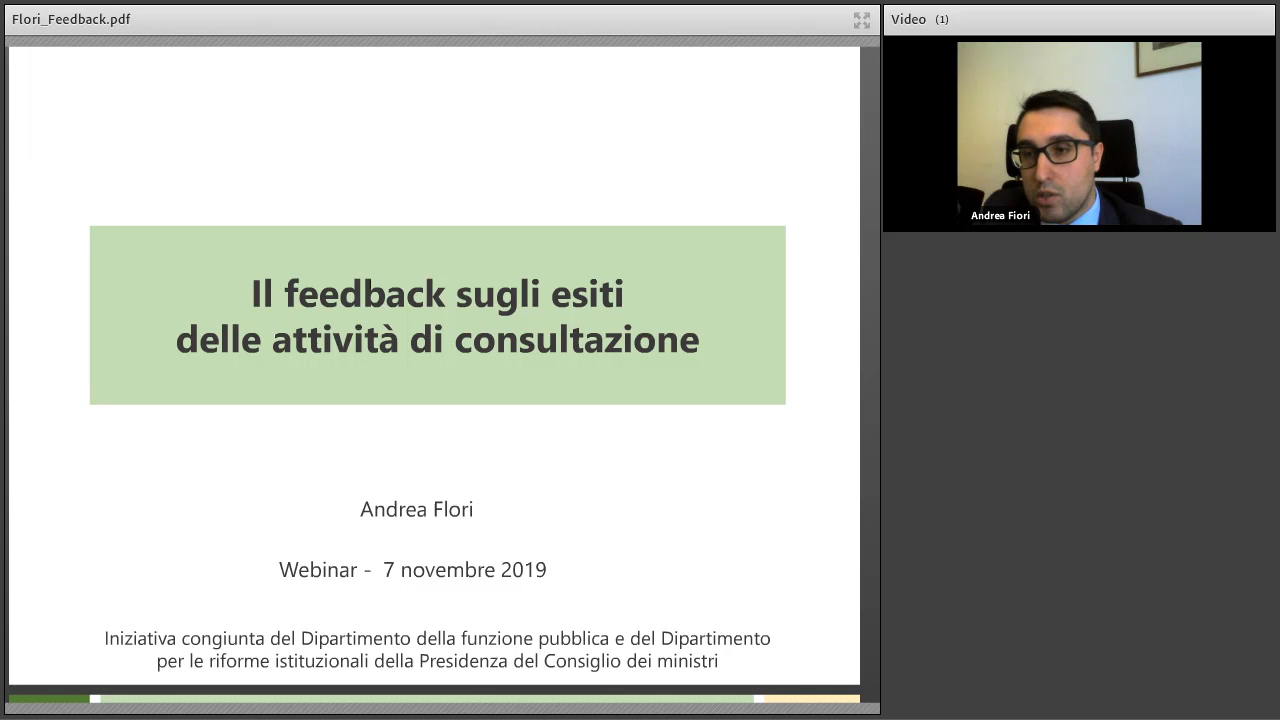 Flori_Feedback.pdf
Video (1)
Andrea Fiori
Il feedback sugli esiti
delle attività di consultazione
Andrea Flori
Webinar - 7 novembre 2019
Iniziativa congiunta del Dipartimento della funzione pubblica e del Dipartimento
per le riforme istituzionali della Presidenza del Consiglio dei ministri